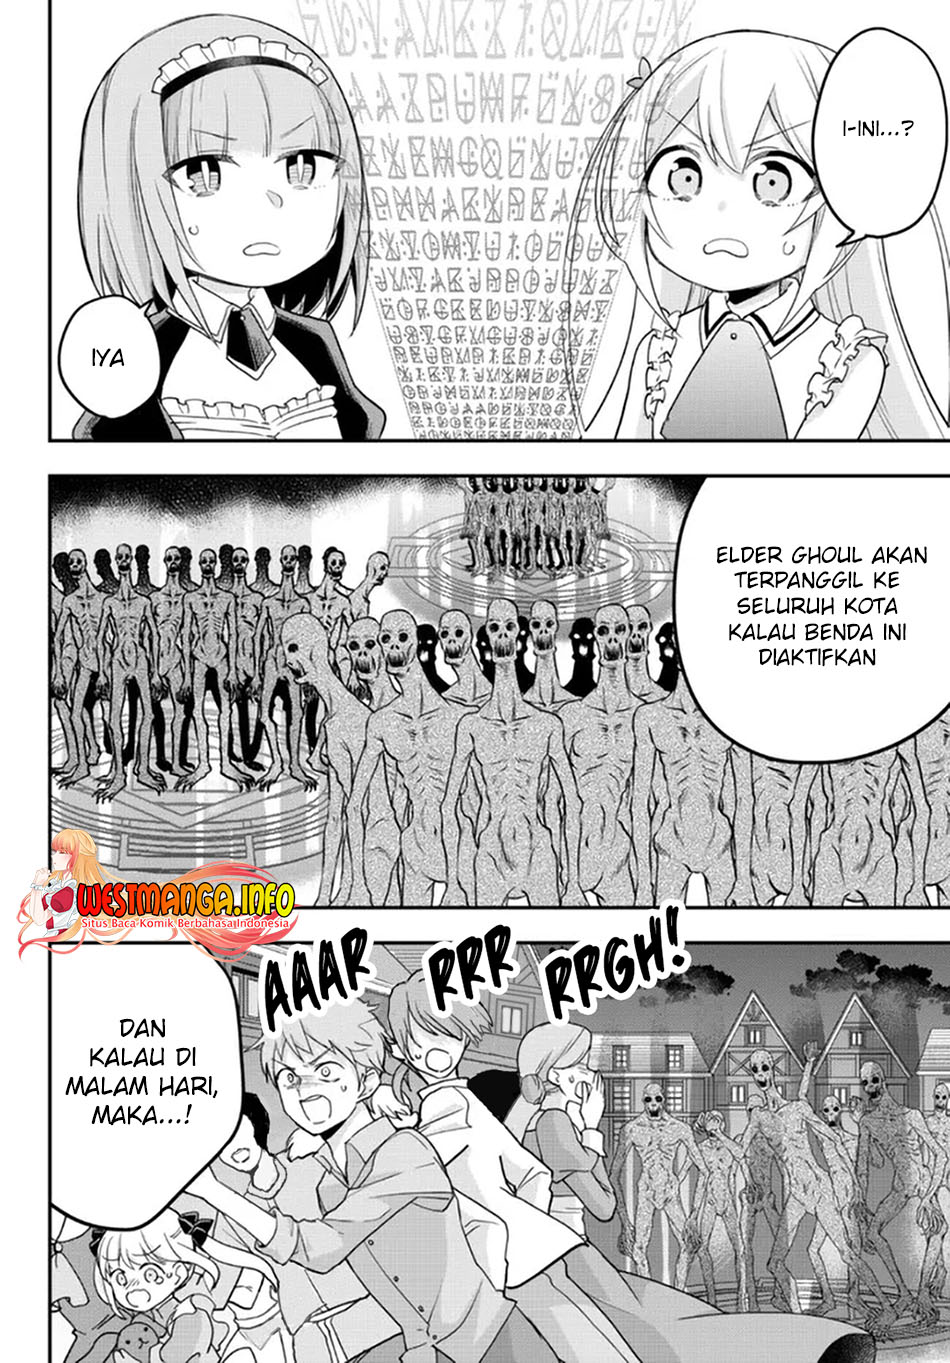 I-INI...?
IYA
ELDER GHOUL AKAN
TERPANGGIL KE
SELURUH KOTA
KALAU BENDA INI
DIAKTIFKAN
WESTMANGA.INFO
Situs Baca Komik Berbahasa Indonesia
AAAR
RRR
RRGH!
DAN
KALAU DI
MALAM HARI,
MAKA...!